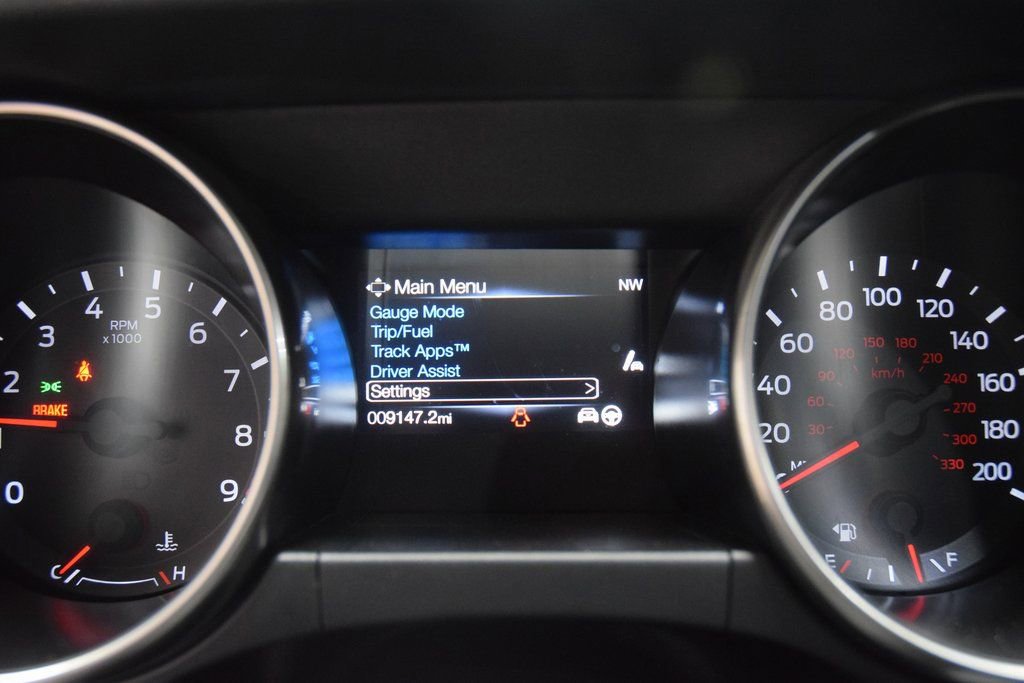 Main Menu NW
Gauge Mode
Trip/Fuel
Track Apps™
Driver Assist
Settings >
009147.2mi
0 2 3 4 5 6 7 8 9
RPM
x1000
BRAKE
C H
20 40 60 80 100 120 140 160 180 200
30 60 90 120 150 180 210 240 270 300 330
km/h
E F